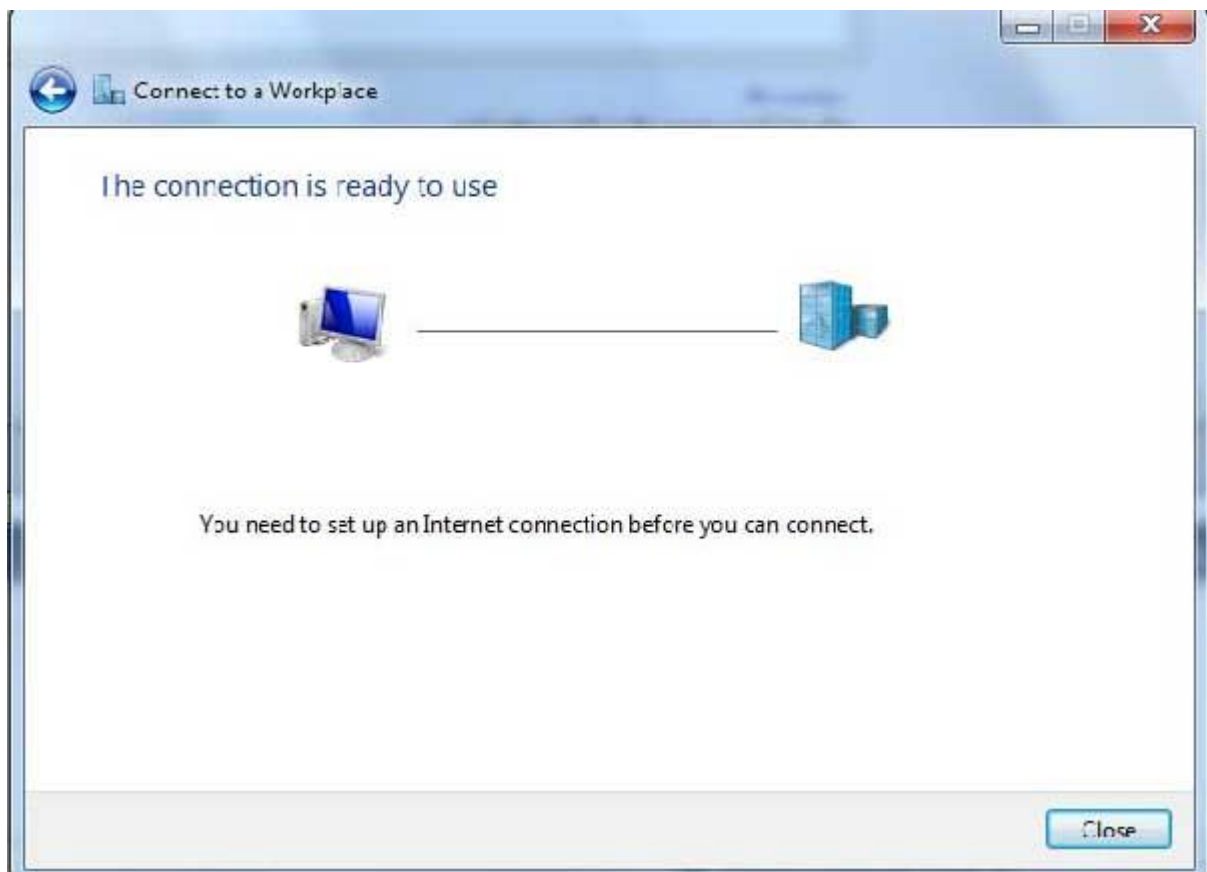 Connect to a Workplace
The connection is ready to use
You need to set up an Internet connection before you can connect.
Close